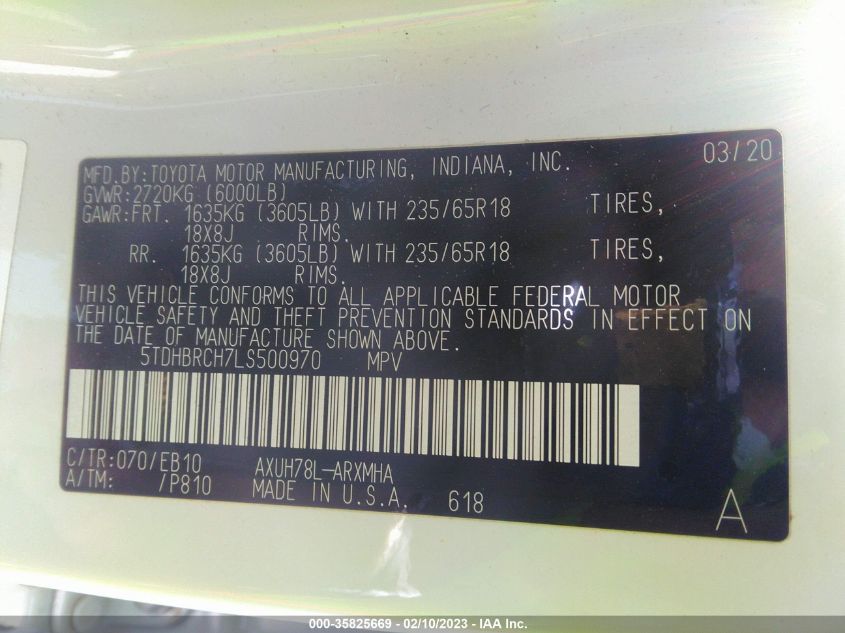 MFD.BY:TOYOTA MOTOR MANUFACTURING, INDIANA, INC. 03/20
GVWR:2720KG (6000LB)
GAWR:FRT. 1635KG (3605LB) WITH 235/65R18 TIRES,
18X8J RIMS.
RR. 1635KG (3605LB) WITH 235/65R18 TIRES,
18X8J RIMS.
THIS VEHICLE CONFORMS TO ALL APPLICABLE FEDERAL MOTOR
VEHICLE SAFETY AND THEFT PREVENTION STANDARDS IN EFFECT ON
THE DATE OF MANUFACTURE SHOWN ABOVE.
5TDHBRCH7LS500970 MPV
C/TR:070/EB10 AXUH78L-ARXMHA
A/TM: /P810 MADE IN U.S.A. 618
A
000-35825669 - 02/10/2023 - IAA Inc.